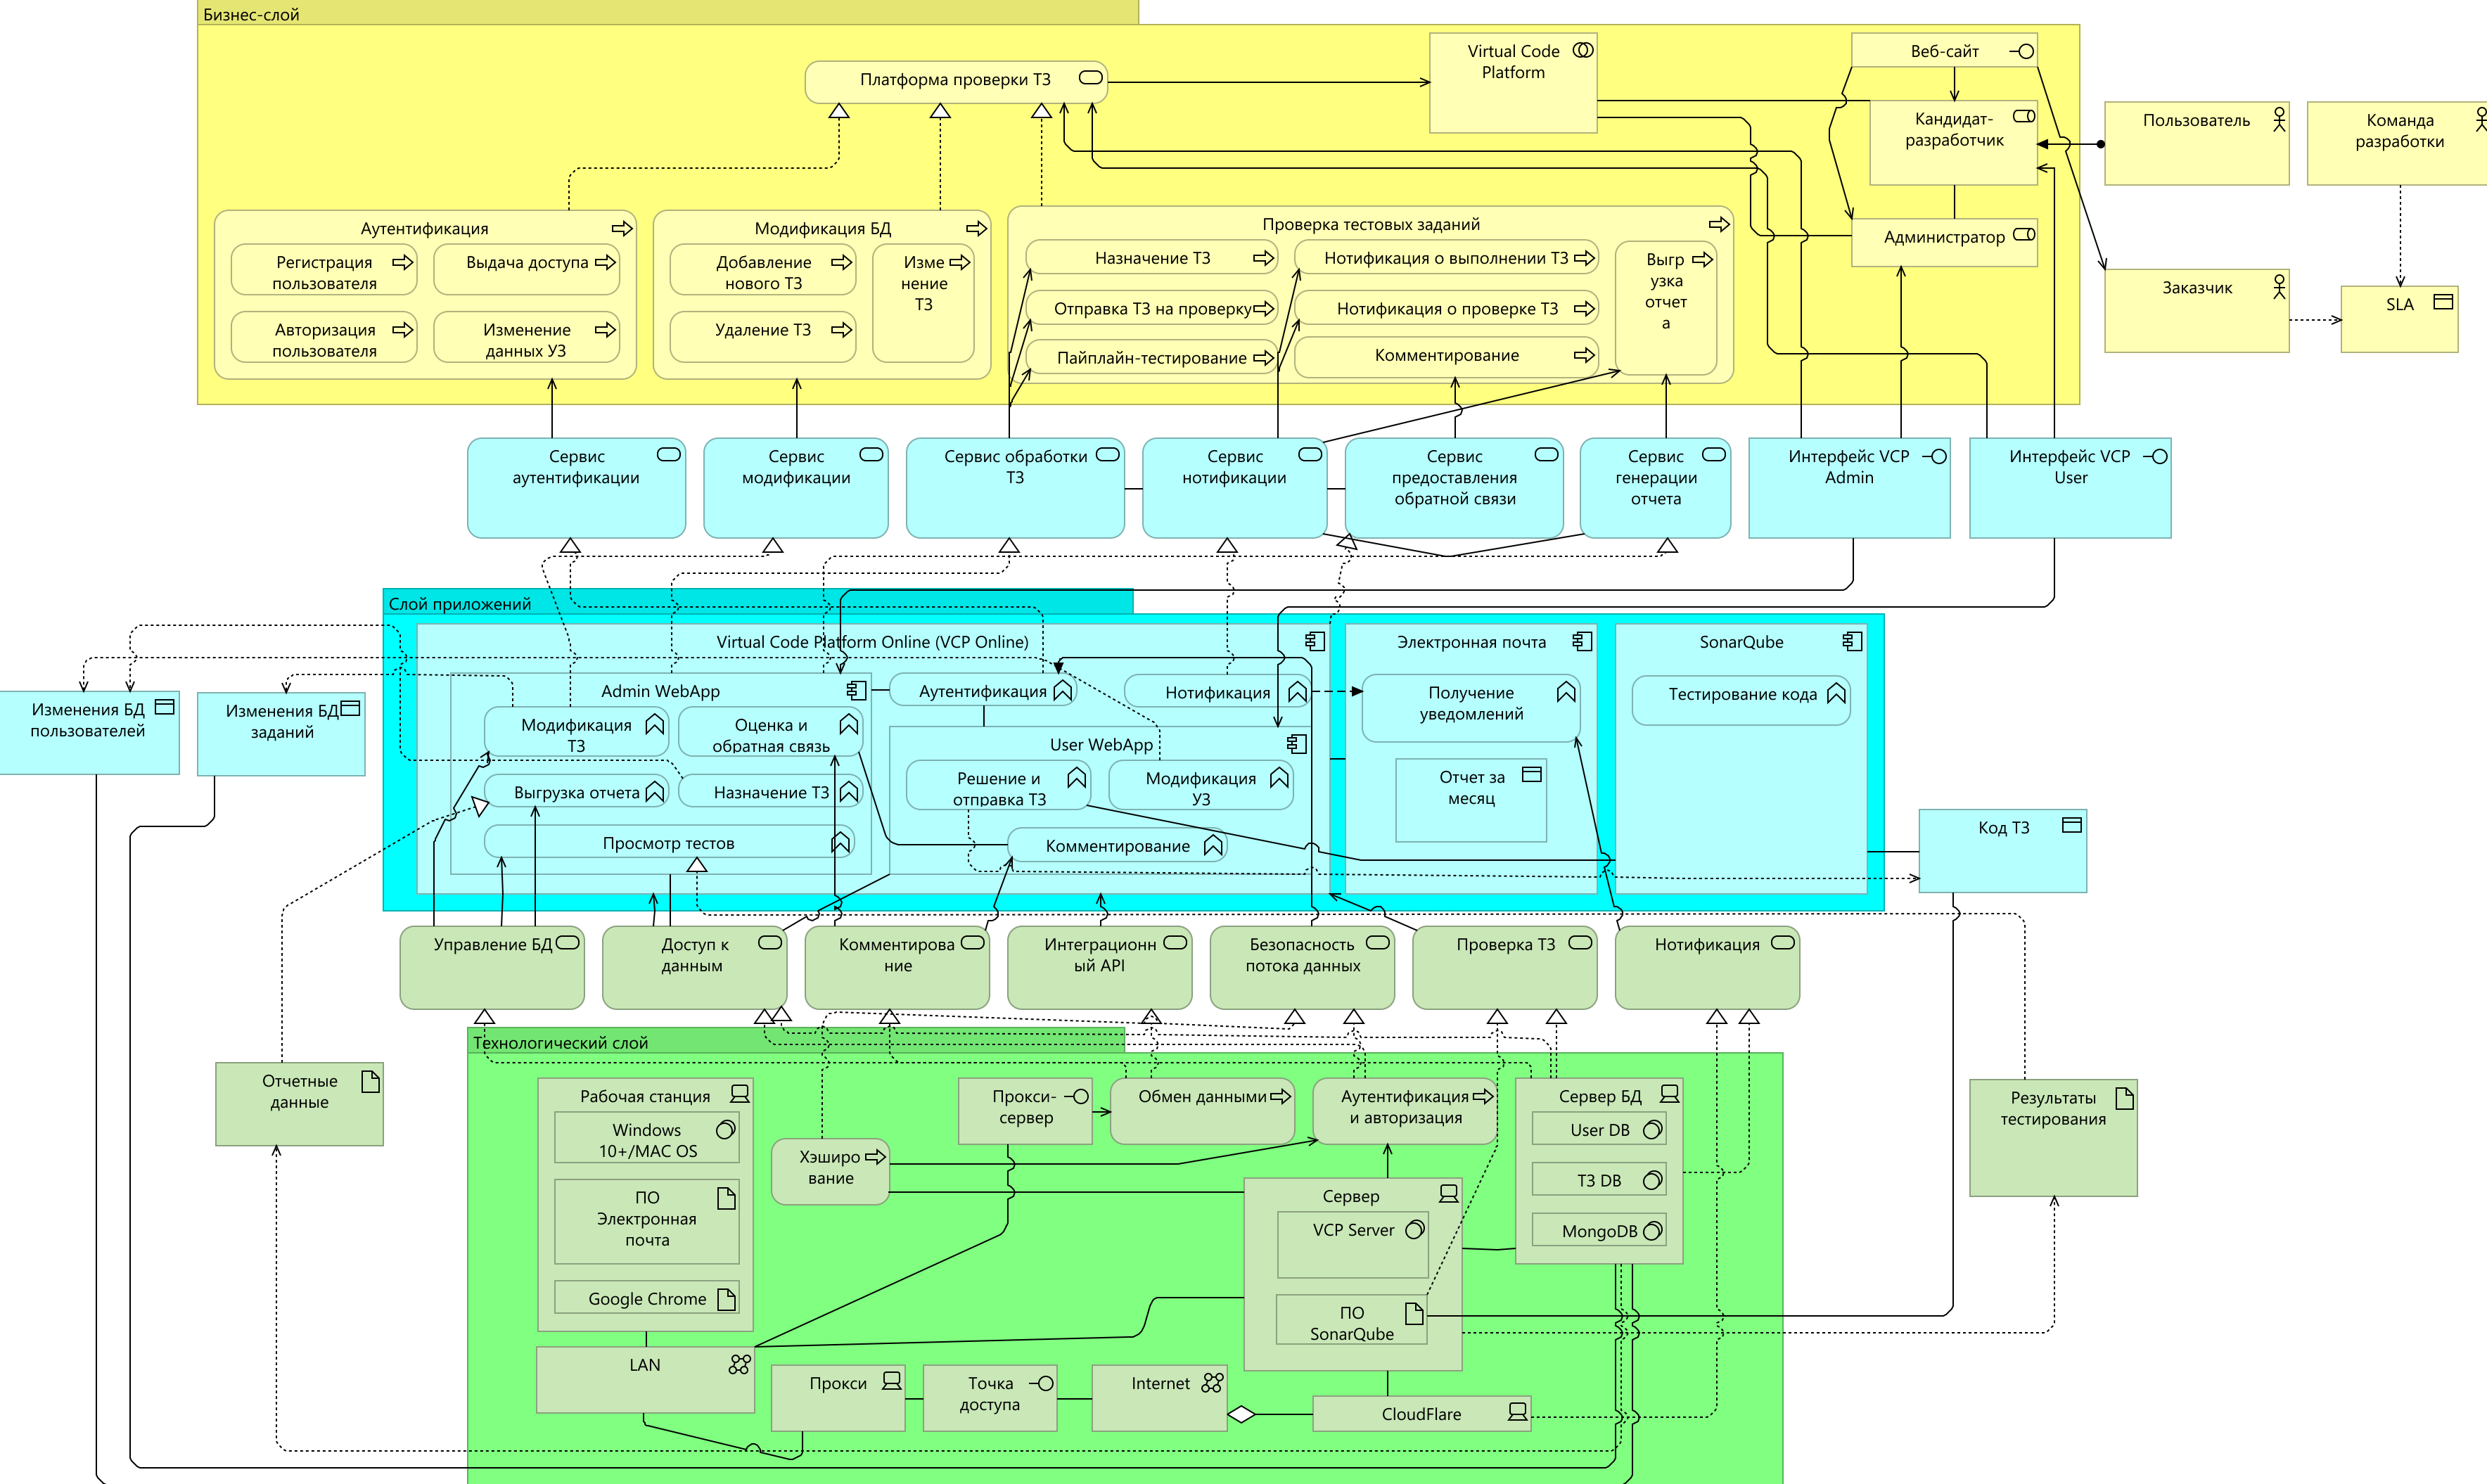 Бизнес-слой
Платформа проверки ТЗ
Virtual Code
Platform
Веб-сайт
Кандидат-
разработчик
Пользователь
Команда
разработки
Аутентификация
Регистрация
пользователя
Выдача доступа
Авторизация
пользователя
Изменение
данных УЗ
Модификация БД
Добавление
нового ТЗ
Изме
нение
ТЗ
Удаление ТЗ
Проверка тестовых заданий
Назначение ТЗ
Нотификация о выполнении ТЗ
Отправка ТЗ на проверку
Нотификация о проверке ТЗ
Пайплайн-тестирование
Комментирование
Выгр
узка
отчет
а
Администратор
Заказчик
SLA
Сервис
аутентификации
Сервис
модификации
Сервис обработки
ТЗ
Сервис
нотификации
Сервис
предоставления
обратной связи
Сервис
генерации
отчета
Интерфейс VCP
Admin
Интерфейс VCP
User
Слой приложений
Virtual Code Platform Online (VCP Online)
Admin WebApp
Модификация
ТЗ
Оценка и
обратная связь
Выгрузка отчета
Назначение ТЗ
Просмотр тестов
Аутентификация
Нотификация
User WebApp
Решение и
отправка ТЗ
Модификация
УЗ
Комментирование
Электронная почта
Получение
уведомлений
Отчет за
месяц
SonarQube
Тестирование кода
Изменения БД
пользователей
Изменения БД
заданий
Код ТЗ
Управление БД
Доступ к
данным
Комментирова
ние
Интеграционн
ый API
Безопасность
потока данных
Проверка ТЗ
Нотификация
Технологический слой
Отчетные
данные
Рабочая станция
Windows
10+/MAC OS
ПО
Электронная
почта
Google Chrome
LAN
Хэширо
вание
Прокси-
сервер
Обмен данными
Аутентификация
и авторизация
Сервер БД
User DB
ТЗ DB
MongoDB
Сервер
VCP Server
ПО
SonarQube
Прокси
Точка
доступа
Internet
CloudFlare
Результаты
тестирования